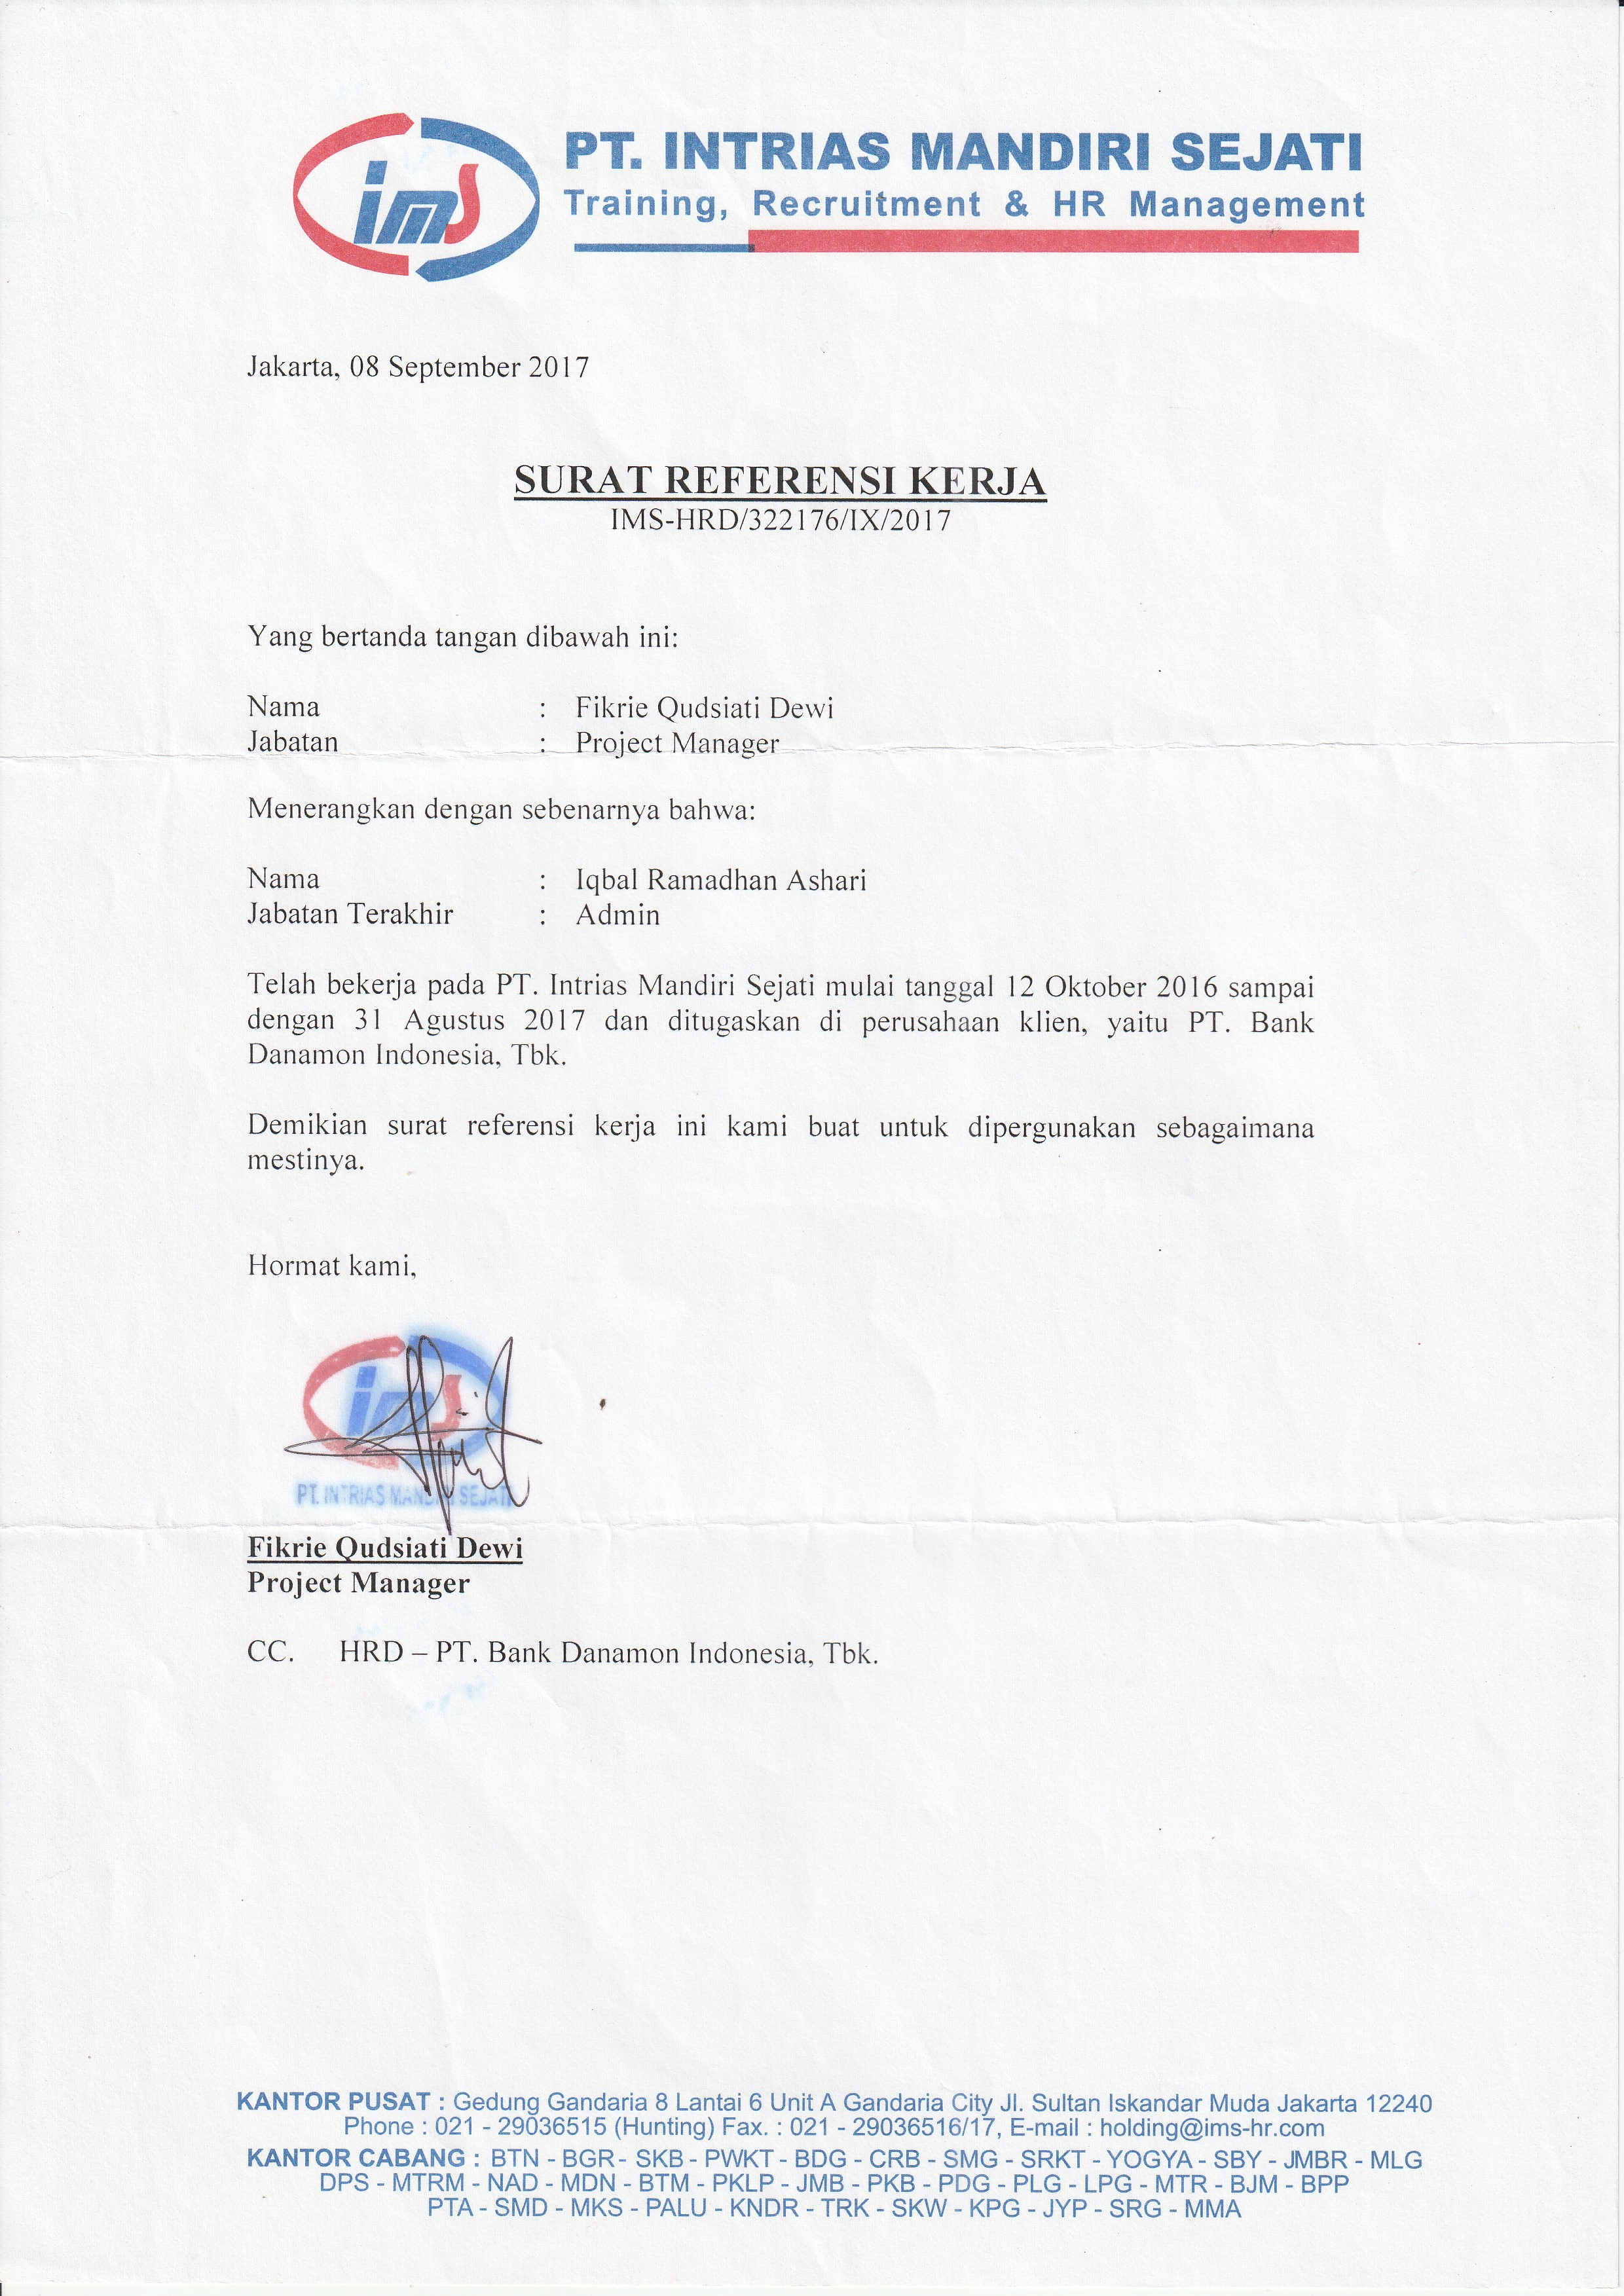 ims PT. INTRIAS MANDIRI SEJATI
Training, Recruitment & HR Management
Jakarta, 08 September 2017
SURAT REFERENSI KERJA
IMS-HRD/322176/IX/2017
Yang bertanda tangan dibawah ini:
Nama : Fikrie Qudsiati Dewi
Jabatan : Project Manager
Menerangkan dengan sebenarnya bahwa:
Nama : Iqbal Ramadhan Ashari
Jabatan Terakhir : Admin
Telah bekerja pada PT. Intrias Mandiri Sejati mulai tanggal 12 Oktober 2016 sampai
dengan 31 Agustus 2017 dan ditugaskan di perusahaan klien, yaitu PT. Bank
Danamon Indonesia, Tbk.
Demikian surat referensi kerja ini kami buat untuk dipergunakan sebagaimana
mestinya.
Hormat kami,
ims
PT. INTRIAS MANDIRI SEJATI
Fikrie Qudsiati Dewi
Project Manager
CC. HRD – PT. Bank Danamon Indonesia, Tbk.
KANTOR PUSAT : Gedung Gandaria 8 Lantai 6 Unit A Gandaria City Jl. Sultan Iskandar Muda Jakarta 12240
Phone : 021 - 29036515 (Hunting) Fax. : 021 - 29036516/17, E-mail : holding@ims-hr.com
KANTOR CABANG : BTN - BGR - SKB - PWKT - BDG - CRB - SMG - SRKT - YOGYA - SBY - JMBR - MLG
DPS - MTRM - NAD - MDN - BTM - PKLP - JMB - PKB - PDG - PLG - LPG - MTR - BJM - BPP
PTA - SMD - MKS - PALU - KNDR - TRK - SKW - KPG - JYP - SRG - MMA